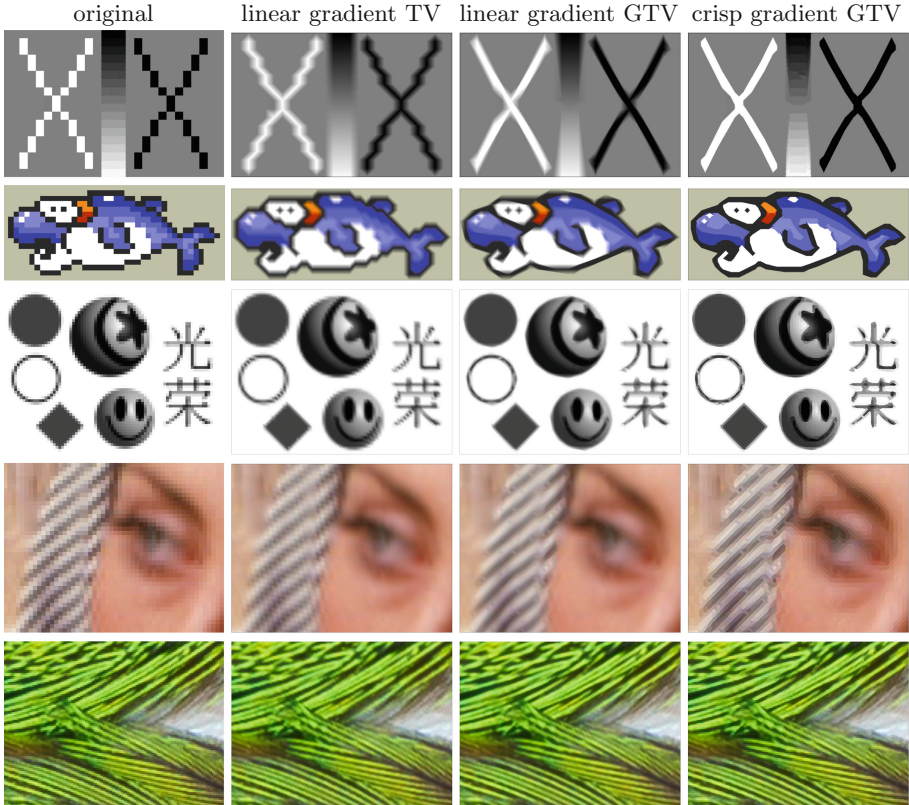 original
linear gradient TV
linear gradient GTV
crisp gradient GTV
光 光 光 光
荣 荣 荣 荣